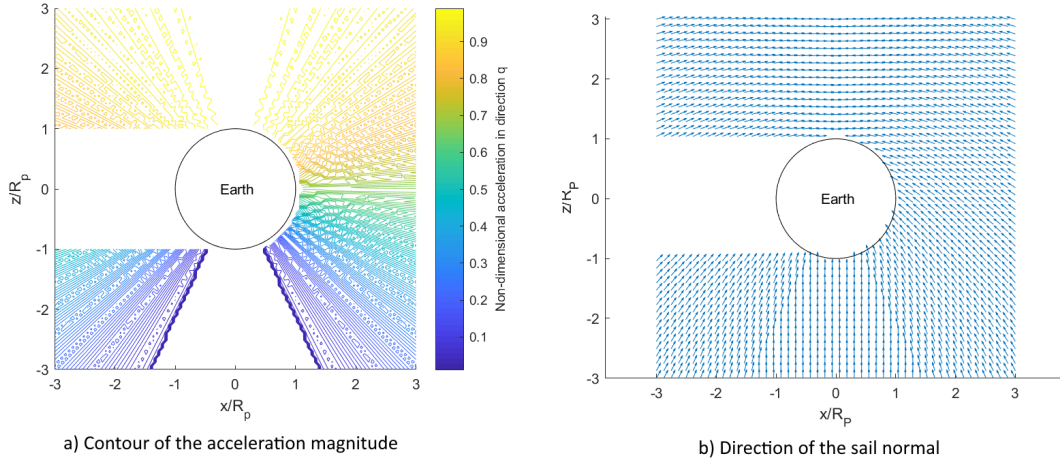 3
2
1
0
-1
-2
-3
z/R_p
-3 -2 -1 0 1 2 3
x/R_p
Earth
0.9
0.8
0.7
0.6
0.5
0.4
0.3
0.2
0.1
Non-dimensional acceleration in direction q
a) Contour of the acceleration magnitude
3
2
1
0
-1
-2
-3
z/R_P
-3 -2 -1 0 1 2 3
x/R_P
Earth
b) Direction of the sail normal